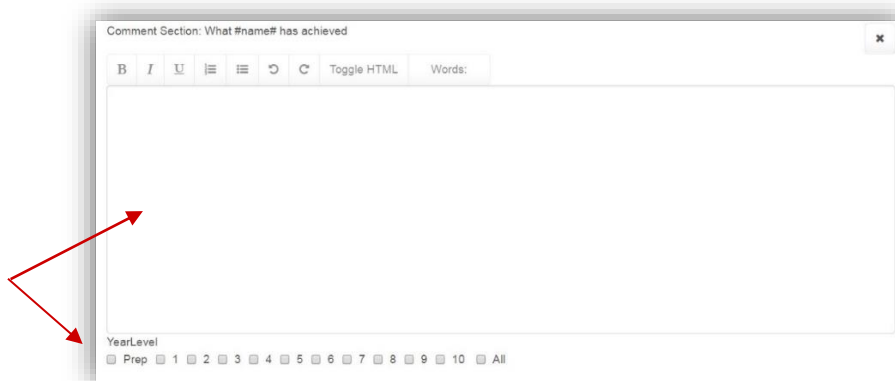 Comment Section: What #name# has achieved
B I U Toggle HTML Words:
YearLevel
Prep 1 2 3 4 5 6 7 8 9 10 All